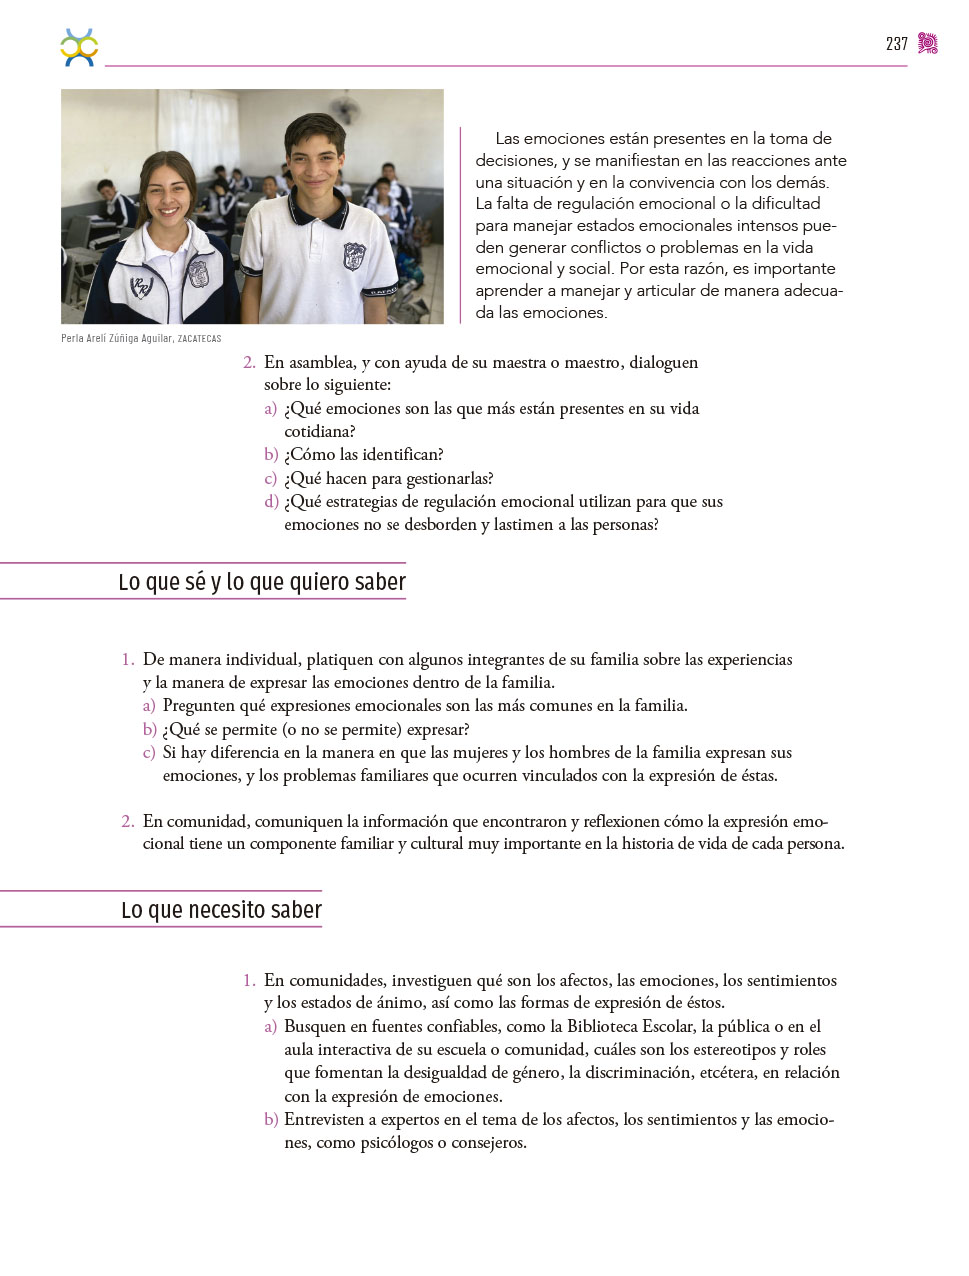 237
Las emociones están presentes en la toma de
decisiones, y se manifiestan en las reacciones ante
una situación y en la convivencia con los demás.
La falta de regulación emocional o la dificultad
para manejar estados emocionales intensos pue-
den generar conflictos o problemas en la vida
emocional y social. Por esta razón, es importante
aprender a manejar y articular de manera adecua-
da las emociones.
Perla Arelí Zúñiga Aguilar, ZACATECAS
2. En asamblea, y con ayuda de su maestra o maestro, dialoguen
sobre lo siguiente:
a) ¿Qué emociones son las que más están presentes en su vida
cotidiana?
b) ¿Cómo las identifican?
c) ¿Qué hacen para gestionarlas?
d) ¿Qué estrategias de regulación emocional utilizan para que sus
emociones no se desborden y lastimen a las personas?
Lo que sé y lo que quiero saber
1. De manera individual, platiquen con algunos integrantes de su familia sobre las experiencias
y la manera de expresar las emociones dentro de la familia.
a) Pregunten qué expresiones emocionales son las más comunes en la familia.
b) ¿Qué se permite (o no se permite) expresar?
c) Si hay diferencia en la manera en que las mujeres y los hombres de la familia expresan sus
emociones, y los problemas familiares que ocurren vinculados con la expresión de éstas.
2. En comunidad, comuniquen la información que encontraron y reflexionen cómo la expresión emo-
cional tiene un componente familiar y cultural muy importante en la historia de vida de cada persona.
Lo que necesito saber
1. En comunidades, investiguen qué son los afectos, las emociones, los sentimientos
y los estados de ánimo, así como las formas de expresión de éstos.
a) Busquen en fuentes confiables, como la Biblioteca Escolar, la pública o en el
aula interactiva de su escuela o comunidad, cuáles son los estereotipos y roles
que fomentan la desigualdad de género, la discriminación, etcétera, en relación
con la expresión de emociones.
b) Entrevisten a expertos en el tema de los afectos, los sentimientos y las emocio-
nes, como psicólogos o consejeros.